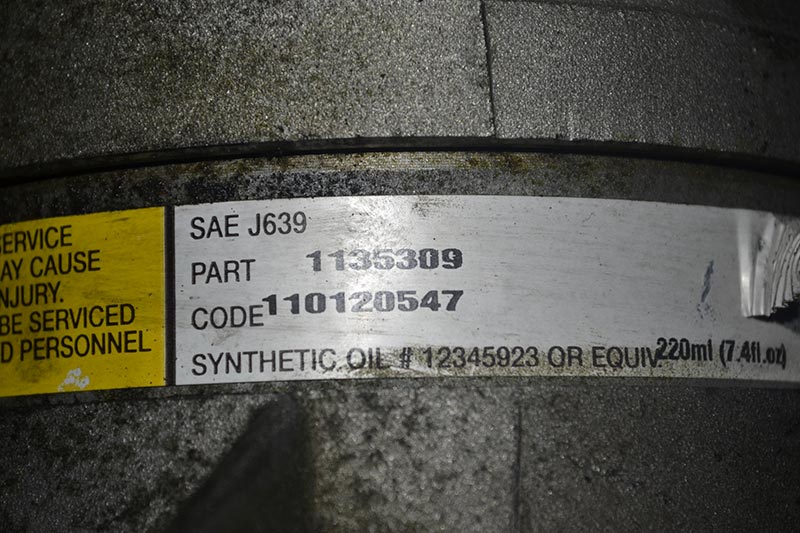 ERVICE
AY CAUSE
NJURY.
BE SERVICED
D PERSONNEL
SAE J639
PART 1135309
CODE 110120547
SYNTHETIC OIL # 12345923 OR EQUIV. 220ml (7.4fl.oz)